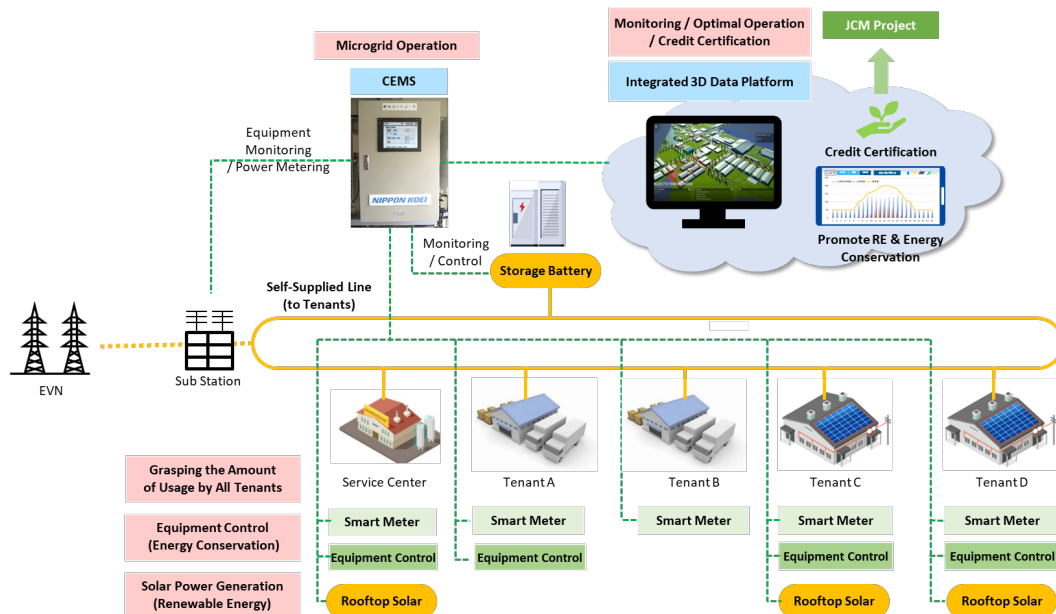 Monitoring / Optimal Operation
/ Credit Certification
JCM Project
Microgrid Operation
CEMS
Integrated 3D Data Platform
Equipment
Monitoring
/ Power Metering
NIPPON KOEI
Credit Certification
Promote RE & Energy
Conservation
Monitoring
/ Control
Storage Battery
Self-Supplied Line
(to Tenants)
EVN
Sub Station
Service Center
Tenant A
Tenant B
Tenant C
Tenant D
Grasping the Amount
of Usage by All Tenants
Smart Meter
Smart Meter
Smart Meter
Smart Meter
Smart Meter
Equipment Control
(Energy Conservation)
Equipment Control
Equipment Control
Equipment Control
Equipment Control
Solar Power Generation
(Renewable Energy)
Rooftop Solar
Rooftop Solar
Rooftop Solar